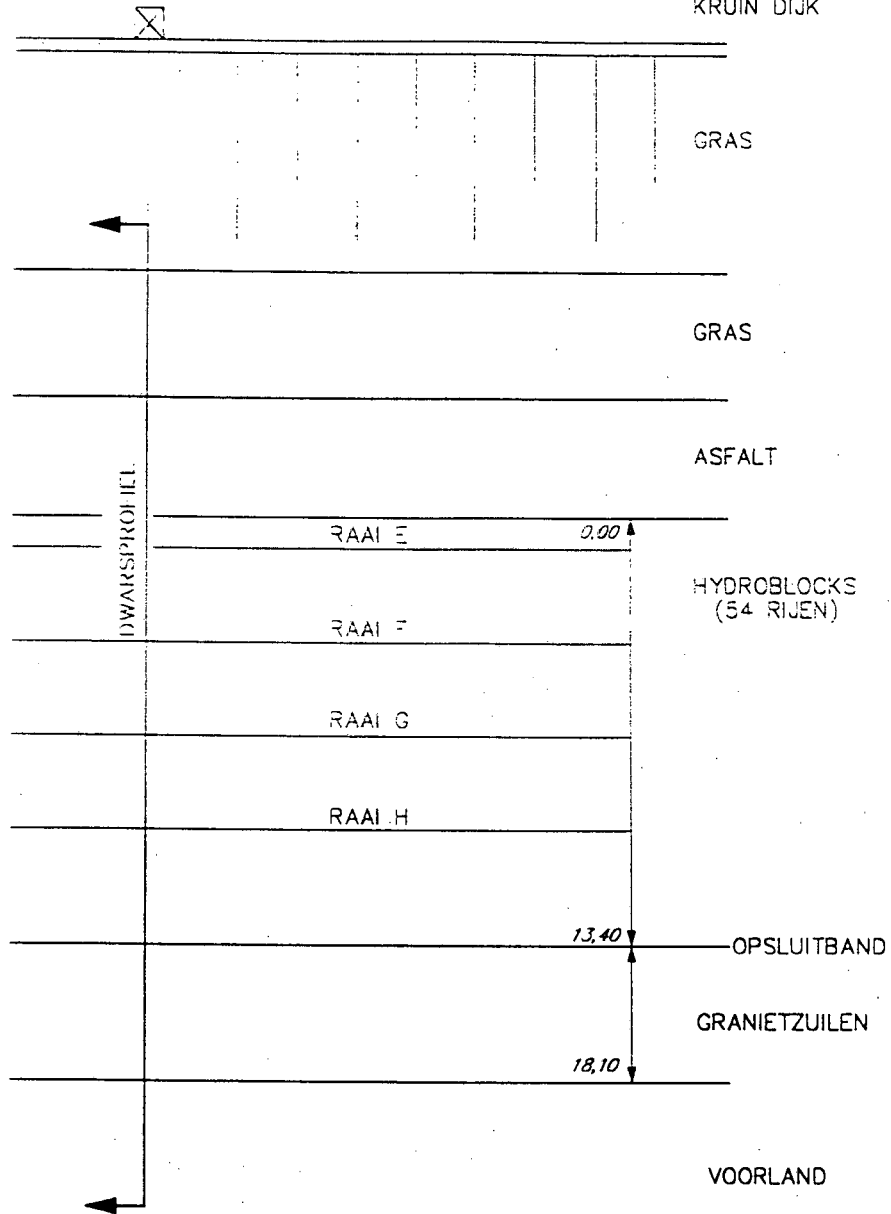 KRUIN DIJK
GRAS
GRAS
ASFALT
DWARSPROFIEL
RAAI E
0,00
HYDROBLOCKS
(54 RIJEN)
RAAI F
RAAI G
RAAI H
13,40
OPSLUITBAND
GRANIETZUILEN
18,10
VOORLAND